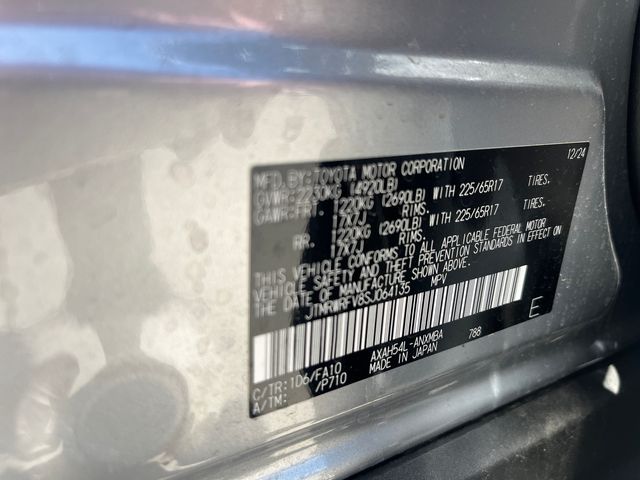 MFD.BY:TOYOTA MOTOR CORPORATION 12/24
GVWR:2230KG (4920LB)
GAWR:FRT. 1220KG (2690LB) WITH 225/65R17 TIRES,
17X7J RIMS.
RR. 1220KG (2690LB) WITH 225/65R17 TIRES,
17X7J RIMS.
THIS VEHICLE CONFORMS TO ALL APPLICABLE FEDERAL MOTOR
VEHICLE SAFETY AND THEFT PREVENTION STANDARDS IN EFFECT ON
THE DATE OF MANUFACTURE SHOWN ABOVE.
MPV
E
C/TR:1D6/FA10 AXAH54L-ANXMBA 788
A/TM: /P710 MADE IN JAPAN